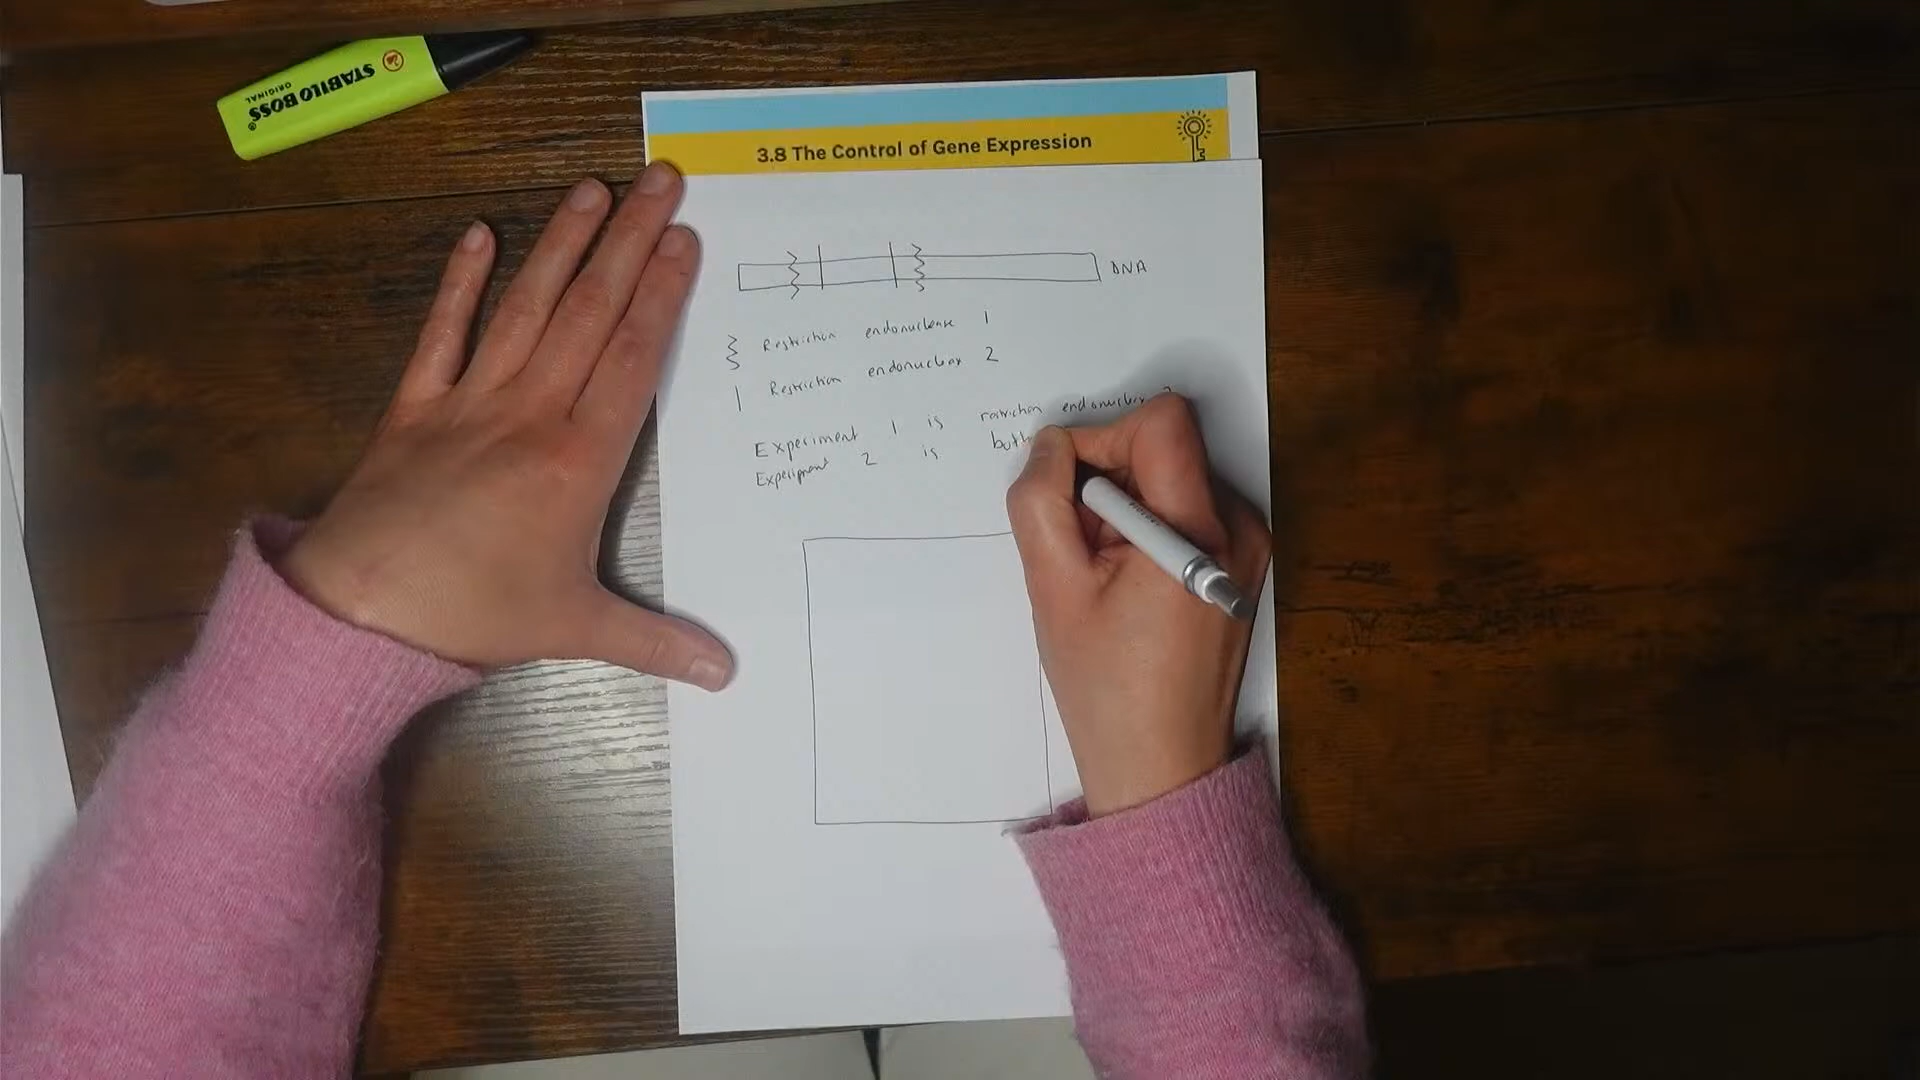 STABILO BOSS
ORIGINAL
3.8 The Control of Gene Expression
DNA
Restriction endonuclease 1
Restriction endonuclease 2
Experiment 1 is restriction endonuclease
Experiment 2 is both